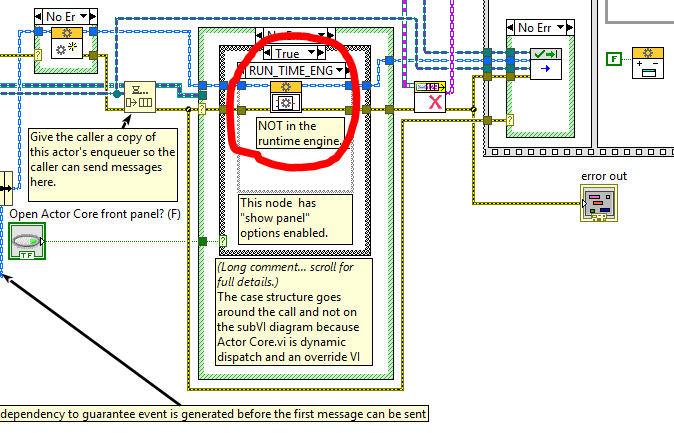 No Er
No Er
True
RUN_TIME_ENG
No Err
F
NOT in the
runtime engine.
Give the caller a copy of
this actor's enqueuer so the
caller can send messages
here.
error out
This node has
"show panel"
options enabled.
Open Actor Core front panel? (F)
TF
?
?
?
(Long comment... scroll for
full details.)
The case structure goes
around the call and not on
the subVI diagram because
Actor Core.vi is dynamic
dispatch and an override VI
dependency to guarantee event is generated before the first message can be sent